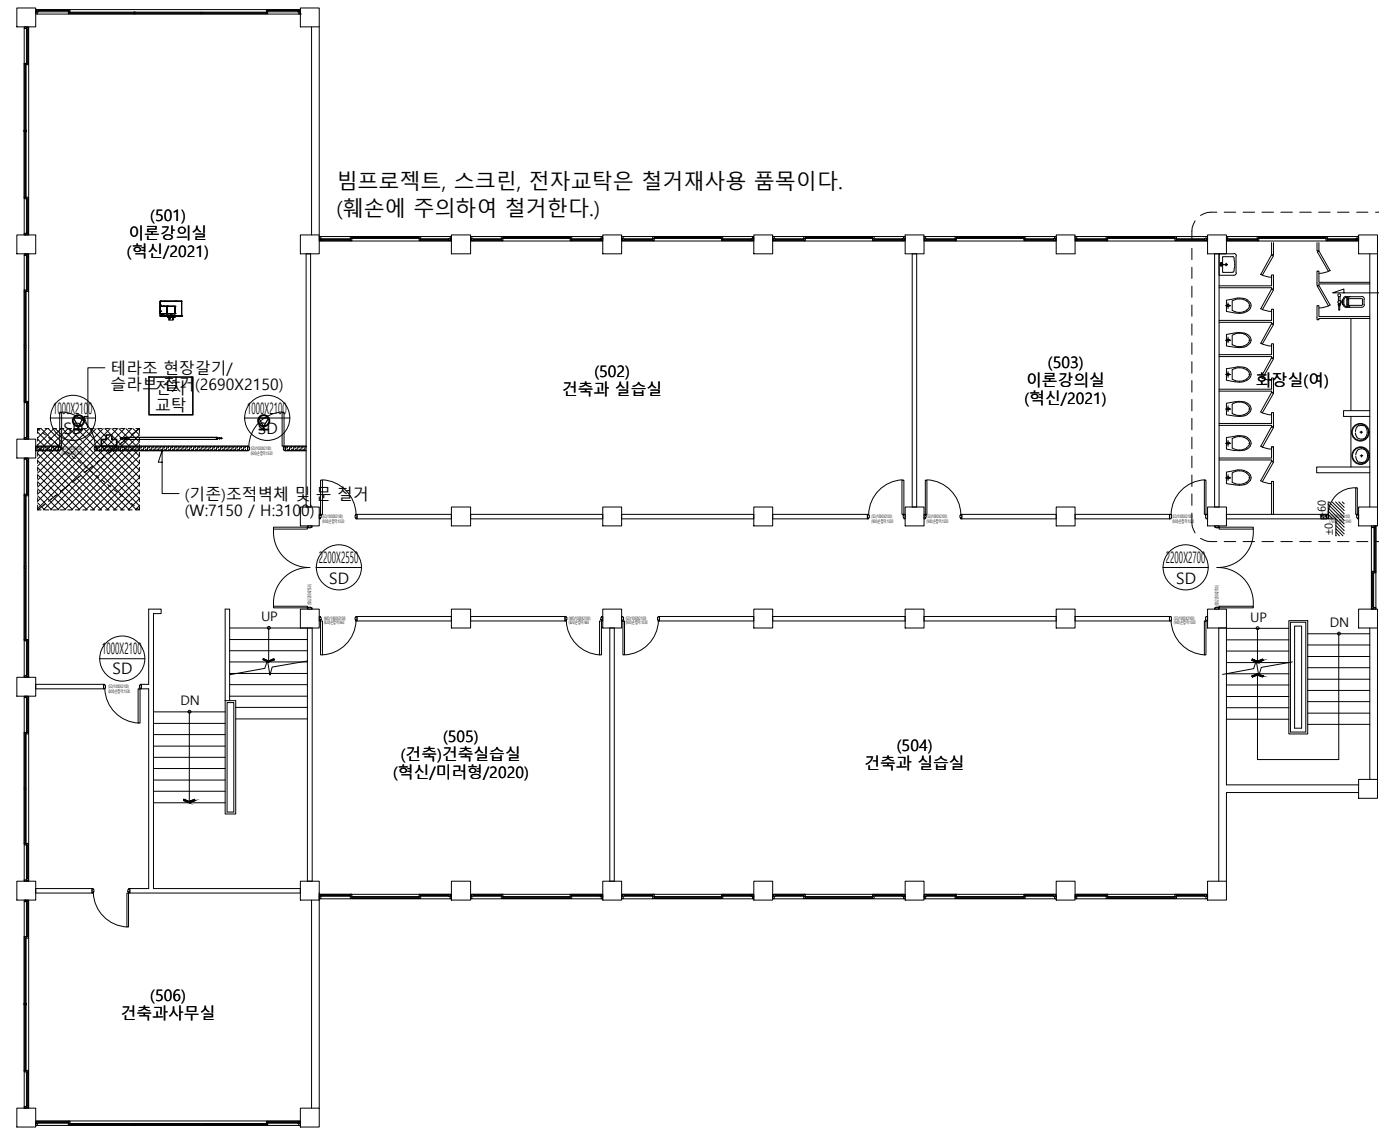 빔프로젝트, 스크린, 전자교탁은 철거재사용 품목이다.
(훼손에 주의하여 철거한다.)
(501)
이론강의실
(혁신/2021)
테라조 현장갈기/
슬라브 철거(2690X2150)
전자
교탁
1000X2100
SD
1000X2100
SD
(기존)조적벽체 및 문 철거
(W:7150 / H:3100)
(502)
건축과 실습실
(503)
이론강의실
(혁신/2021)
화장실(여)
2200X2550
SD
2200X2700
SD
UP
DN
1000X2100
SD
UP
DN
(505)
(건축)건축실습실
(혁신/미러형/2020)
(504)
건축과 실습실
(506)
건축과사무실